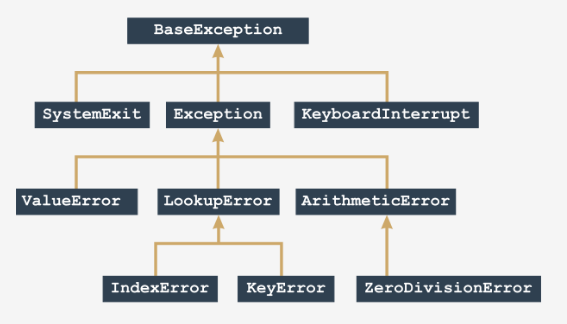 BaseException
SystemExit Exception KeyboardInterrupt
ValueError LookupError ArithmeticError
IndexError KeyError ZeroDivisionError